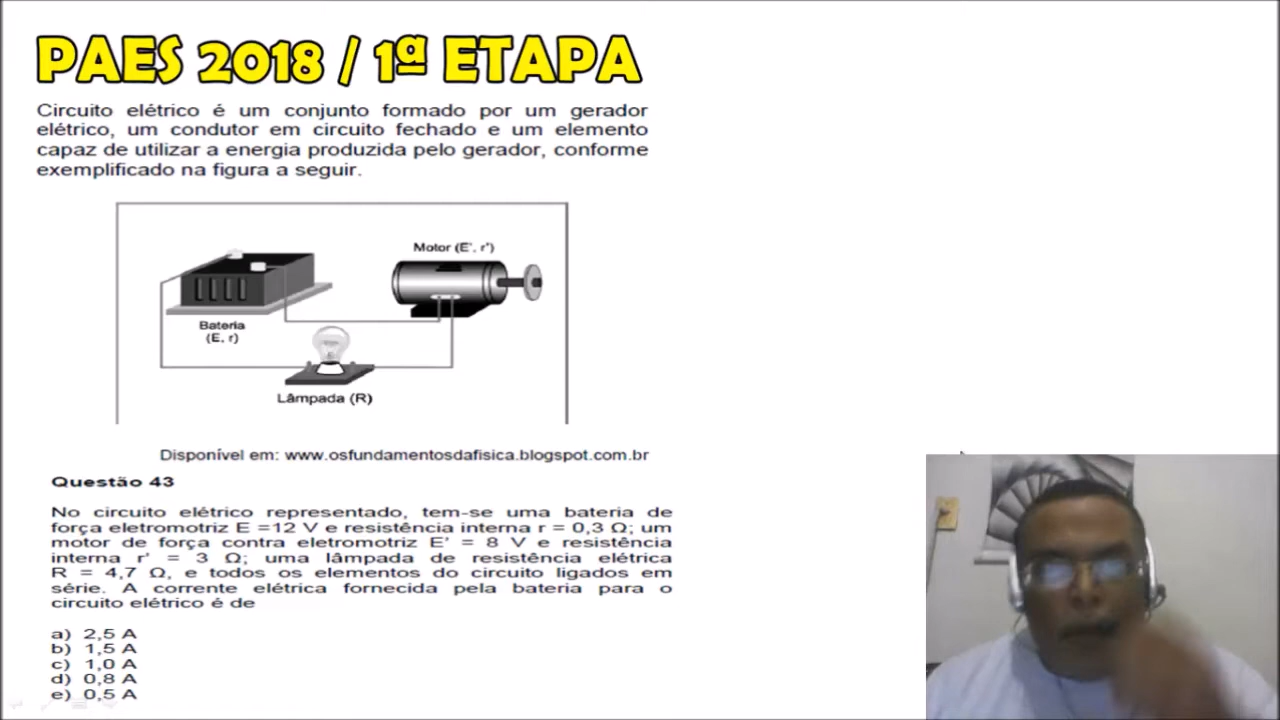 PAES 2018 / 1ª ETAPA
Circuito elétrico é um conjunto formado por um gerador
elétrico, um condutor em circuito fechado e um elemento
capaz de utilizar a energia produzida pelo gerador, conforme
exemplificado na figura a seguir.
Motor (E', r')
Bateria
(E, r)
Lâmpada (R)
Disponível em: www.osfundamentosdafisica.blogspot.com.br
Questão 43
No circuito elétrico representado, tem-se uma bateria de
força eletromotriz E =12 V e resistência interna r = 0,3 Ω; um
motor de força contra eletromotriz E' = 8 V e resistência
interna r' = 3 Ω; uma lâmpada de resistência elétrica
R = 4,7 Ω, e todos os elementos do circuito ligados em
série. A corrente elétrica fornecida pela bateria para o
circuito elétrico é de
a) 2,5 A
b) 1,5 A
c) 1,0 A
d) 0,8 A
e) 0,5 A